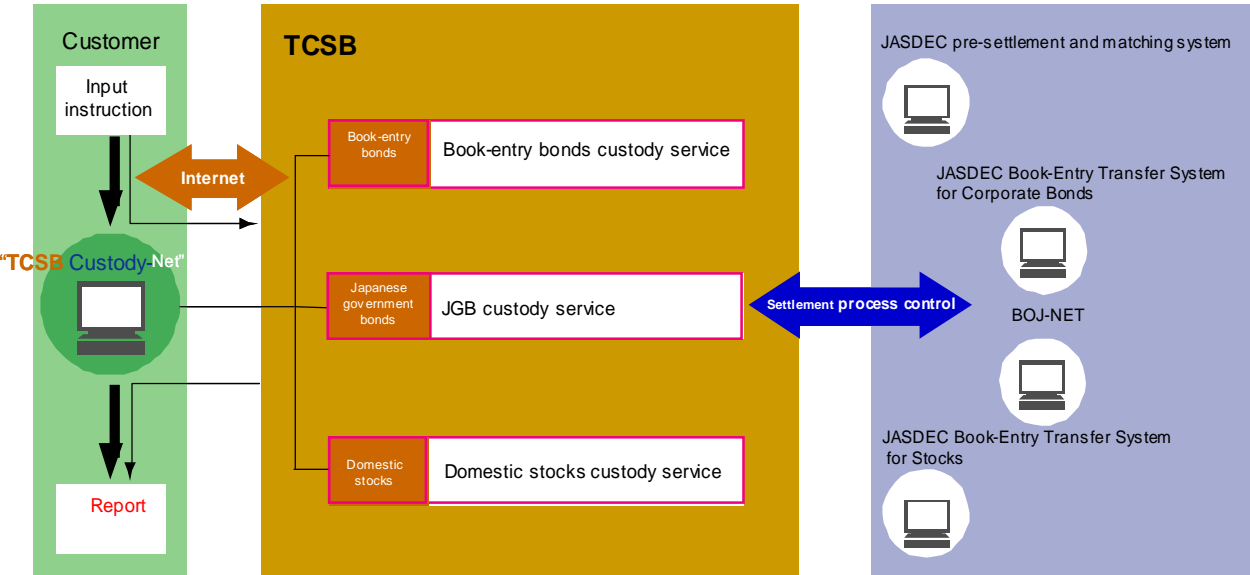 Customer
Input
instruction
Internet
“TCSB Custody-Net”
Report
TCSB
Book-entry
bonds
Book-entry bonds custody service
Japanese
government
bonds
JGB custody service
Domestic
stocks
Domestic stocks custody service
Settlement process control
JASDEC pre-settlement and matching system
JASDEC Book-Entry Transfer System
for Corporate Bonds
BOJ-NET
JASDEC Book-Entry Transfer System
for Stocks